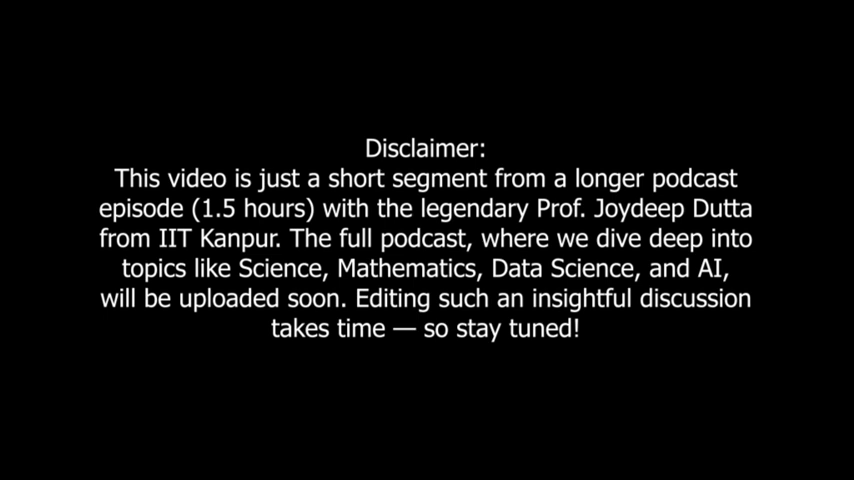 Disclaimer:
This video is just a short segment from a longer podcast
episode (1.5 hours) with the legendary Prof. Joydeep Dutta
from IIT Kanpur. The full podcast, where we dive deep into
topics like Science, Mathematics, Data Science, and AI,
will be uploaded soon. Editing such an insightful discussion
takes time — so stay tuned!